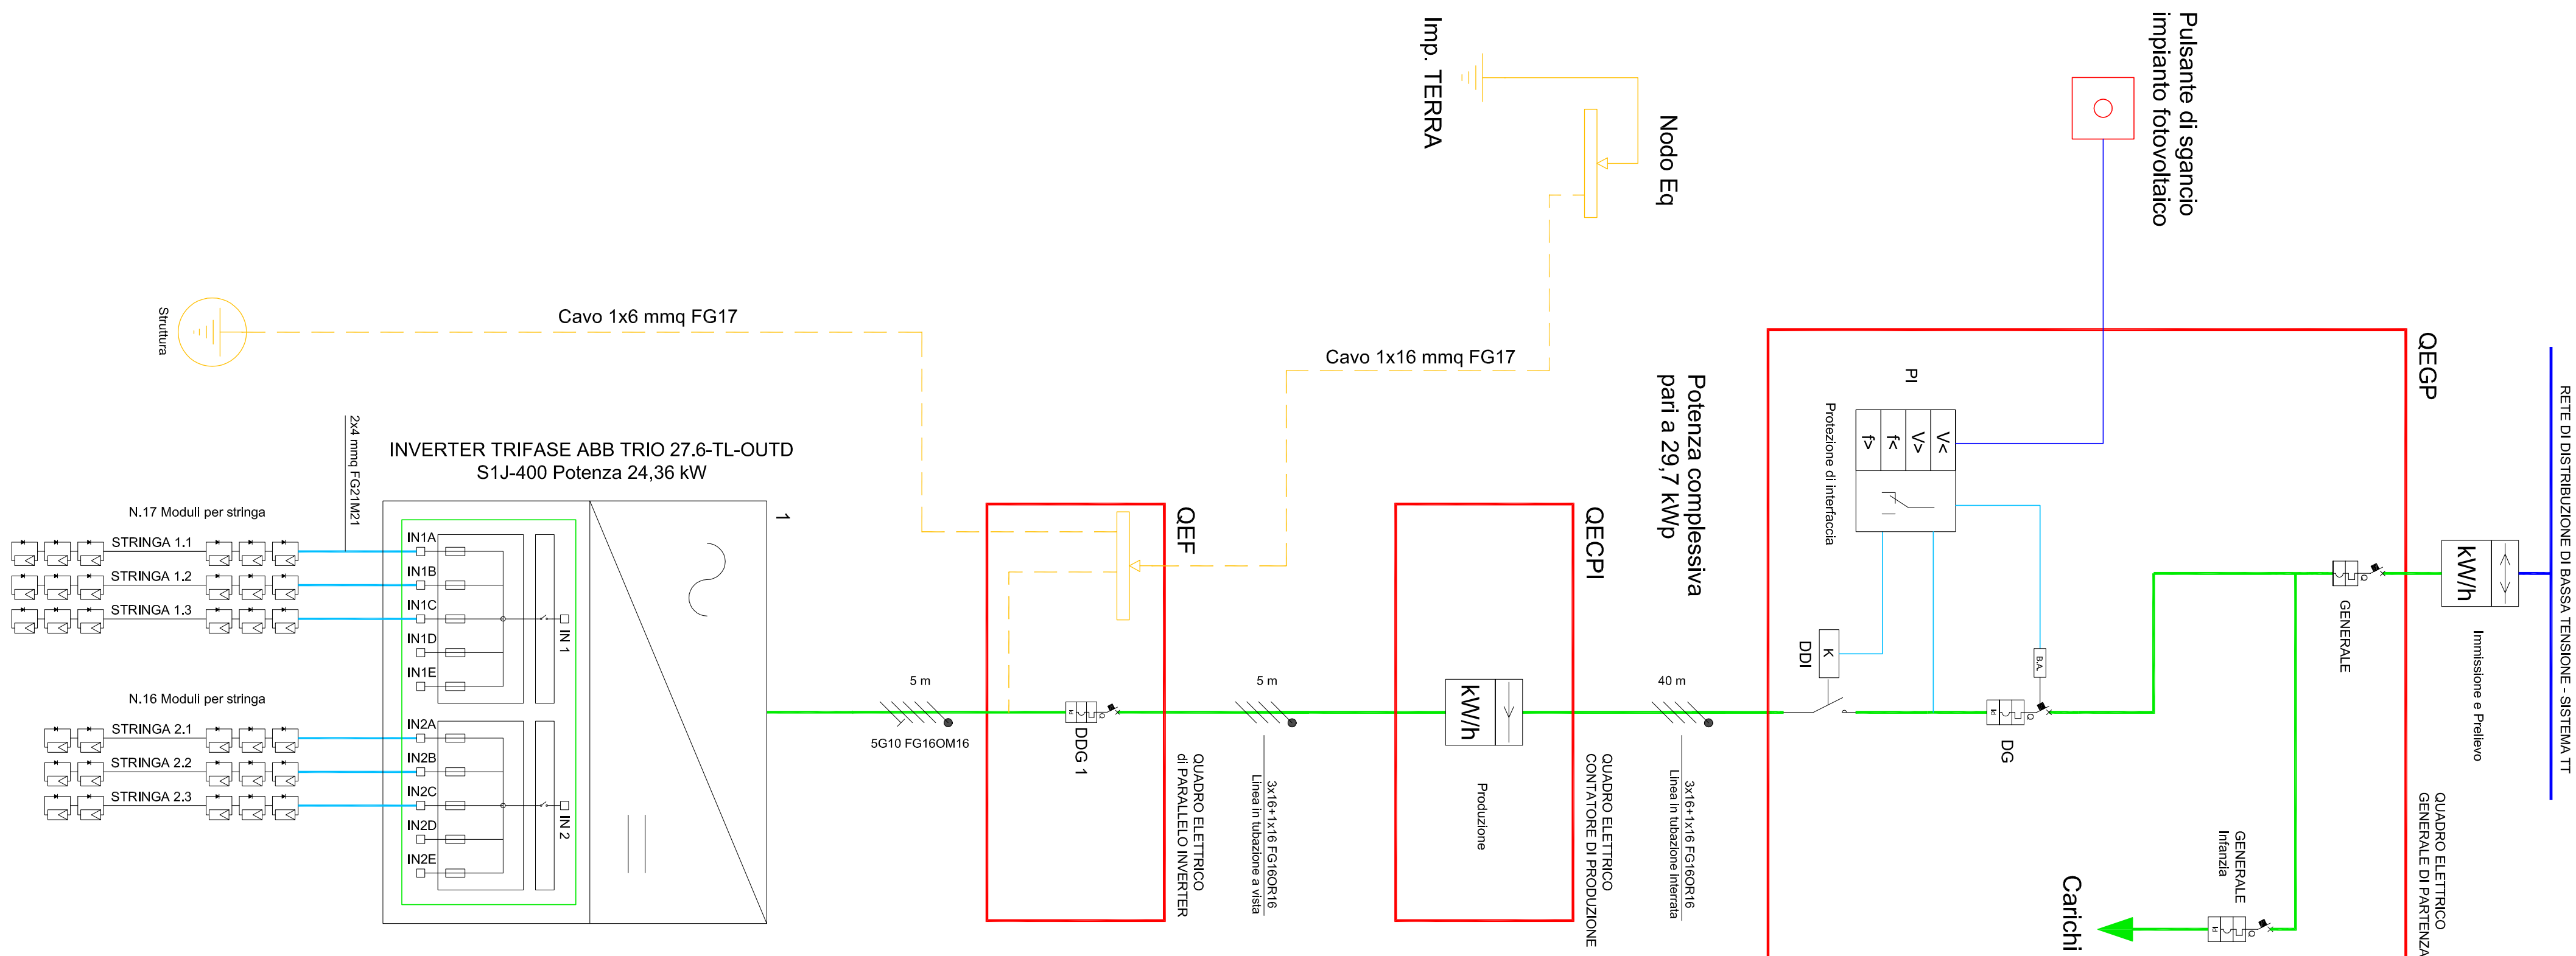 Pulsante di sgancio
impianto fotovoltaico
Imp. TERRA
Nodo Eq
RETE DI DISTRIBUZIONE DI BASSA TENSIONE - SISTEMA TT
QEGP
Struttura
Cavo 1x6 mmq FG17
Cavo 1x16 mmq FG17
Potenza complessiva
pari a 29,7 kWp
PI
V<
V>
f<
f>
Protezione di interfaccia
2x4 mmq FG21M21
INVERTER TRIFASE ABB TRIO 27.6-TL-OUTD
S1J-400 Potenza 24,36 kW
1
QEF
QECPI
N.17 Moduli per stringa
STRINGA 1.1
STRINGA 1.2
STRINGA 1.3
IN1A
IN1B
IN1C
IN1D
IN1E
IN 1
N.16 Moduli per stringa
STRINGA 2.1
STRINGA 2.2
STRINGA 2.3
IN2A
IN2B
IN2C
IN2D
IN2E
IN 2
5 m
5G10 FG16OM16
Id
DDG 1
QUADRO ELETTRICO
di PARALLELO INVERTER
5 m
3x16+1x16 FG16OR16
Linea in tubazione a vista
kW/h
Produzione
QUADRO ELETTRICO
CONTATORE DI PRODUZIONE
40 m
3x16+1x16 FG16OR16
Linea in tubazione interrata
K
DDI
B.A.
Id
DG
GENERALE
kW/h
Immissione e Prelievo
QUADRO ELETTRICO
GENERALE DI PARTENZA
GENERALE
Infanzia
Id
Carichi